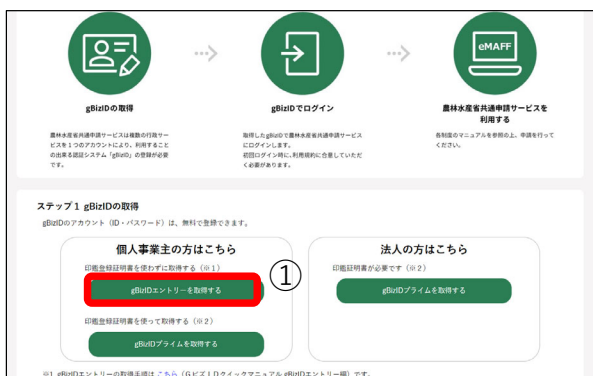 eMAFF
gBizIDの取得
gBizIDでログイン
農林水産省共通申請サービスを
利用する
農林水産省共通申請サービスは複数の行政サー
ビスを１つのアカウントにより、利用すること
の出来る認証システム「gBizID」の登録が必要
です。
取得したgBizIDで農林水産省共通申請サービス
にログインします。
初回ログイン時に、利用規約に合意していただ
く必要があります。
各制度のマニュアルを参照の上、申請を行って
ください。
ステップ１ gBizIDの取得
gBizIDのアカウント（ID・パスワード）は、無料で登録できます。
個人事業主の方はこちら
印鑑登録証明書を使わずに取得する（※１）
gBizIDエントリーを取得する
①
印鑑登録証明書を使って取得する（※２）
gBizIDプライムを取得する
法人の方はこちら
印鑑証明書が必要です（※２）
gBizIDプライムを取得する
※1 gBizIDエントリーの取得手順は こちら（GビズIDクイックマニュアル gBizIDエントリー編）です。